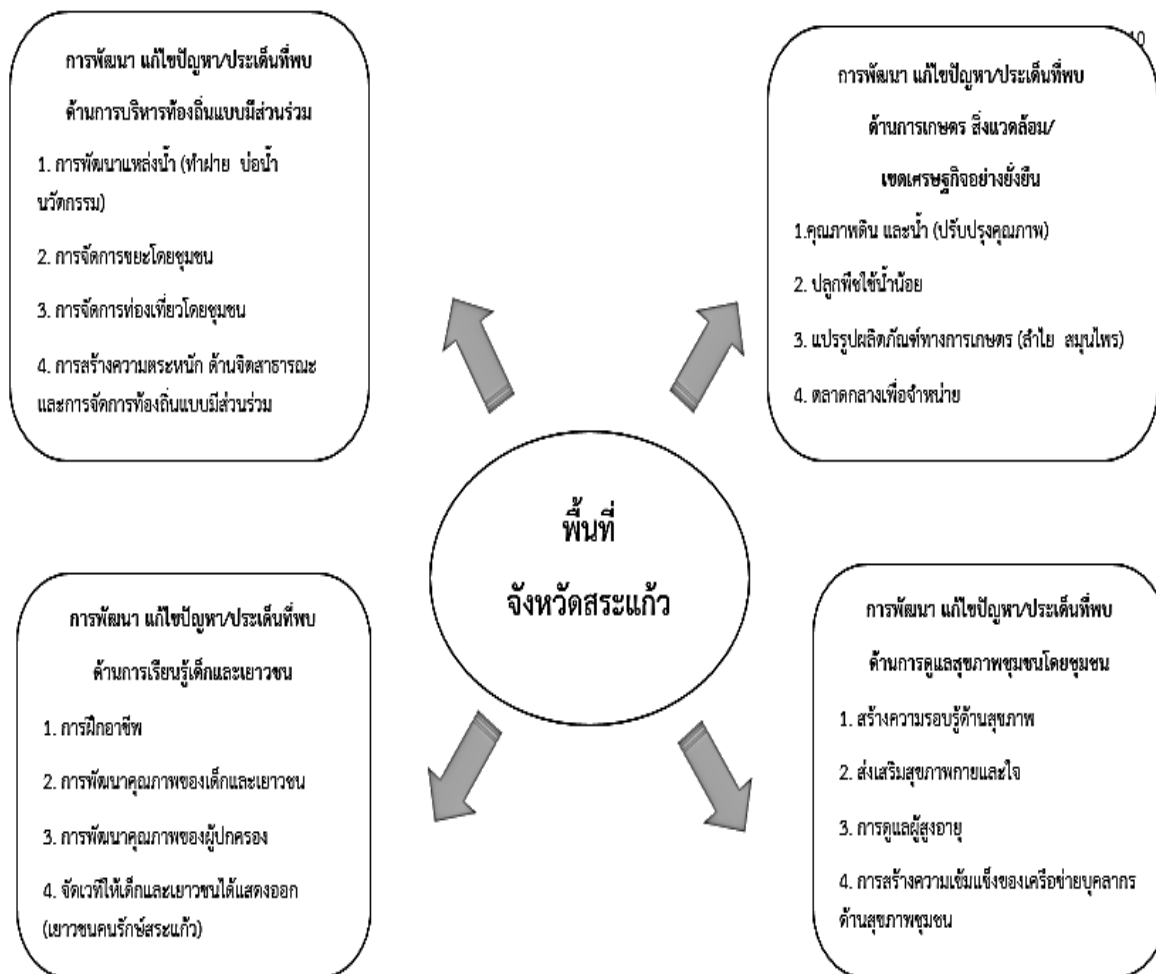 10
การพัฒนา แก้ไขปัญหา/ประเด็นที่พบ
ด้านการบริหารท้องถิ่นแบบมีส่วนร่วม
1. การพัฒนาแหล่งน้ำ (ทำฝาย บ่อน้ำ
นวัตกรรม)
2. การจัดการขยะโดยชุมชน
3. การจัดการท่องเที่ยวโดยชุมชน
4. การสร้างความตระหนัก ด้านจิตสาธารณะ
และการจัดการท้องถิ่นแบบมีส่วนร่วม
การพัฒนา แก้ไขปัญหา/ประเด็นที่พบ
ด้านการเกษตร สิ่งแวดล้อม/
เขตเศรษฐกิจอย่างยั่งยืน
1.คุณภาพดิน และน้ำ (ปรับปรุงคุณภาพ)
2. ปลูกพืชใช้น้ำน้อย
3. แปรรูปผลิตภัณฑ์ทางการเกษตร (ลำไย สมุนไพร)
4. ตลาดกลางเพื่อจำหน่าย
พื้นที่
จังหวัดสระแก้ว
การพัฒนา แก้ไขปัญหา/ประเด็นที่พบ
ด้านการเรียนรู้เด็กและเยาวชน
1. การฝึกอาชีพ
2. การพัฒนาคุณภาพของเด็กและเยาวชน
3. การพัฒนาคุณภาพของผู้ปกครอง
4. จัดเวทีให้เด็กและเยาวชนได้แสดงออก
(เยาวชนคนรักษ์สระแก้ว)
การพัฒนา แก้ไขปัญหา/ประเด็นที่พบ
ด้านการดูแลสุขภาพชุมชนโดยชุมชน
1. สร้างความรอบรู้ด้านสุขภาพ
2. ส่งเสริมสุขภาพกายและใจ
3. การดูแลผู้สูงอายุ
4. การสร้างความเข้มแข็งของเครือข่ายบุคลากร
ด้านสุขภาพชุมชน